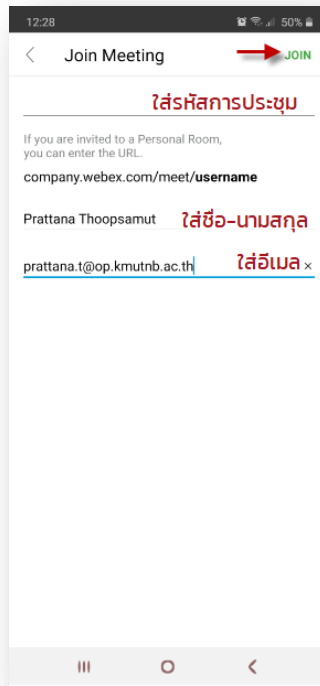 12:28 50%
Join Meeting JOIN
ใส่รหัสการประชุม
If you are invited to a Personal Room,
you can enter the URL.
company.webex.com/meet/username
Prattana Thoopsamut ใส่ชื่อ-นามสกุล
prattana.t@op.kmutnb.ac.th ใส่อีเมล